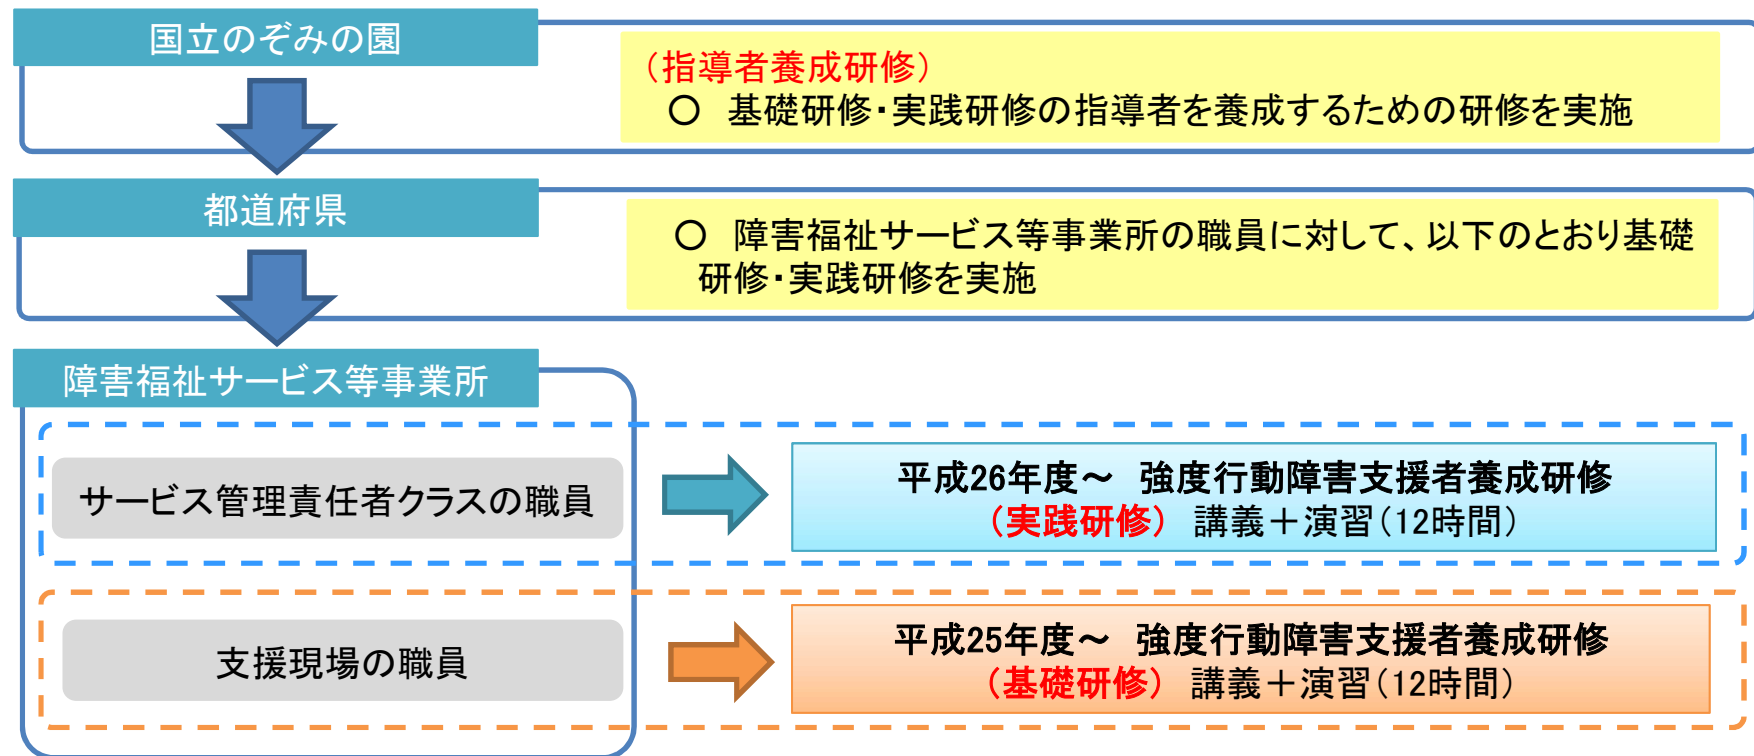 国立のぞみの園
（指導者養成研修）
○　基礎研修・実践研修の指導者を養成するための研修を実施
都道府県
○　障害福祉サービス等事業所の職員に対して、以下のとおり基礎
研修・実践研修を実施
障害福祉サービス等事業所
サービス管理責任者クラスの職員
平成26年度～　強度行動障害支援者養成研修
（実践研修） 講義＋演習（12時間）
支援現場の職員
平成25年度～　強度行動障害支援者養成研修
（基礎研修） 講義＋演習（12時間）